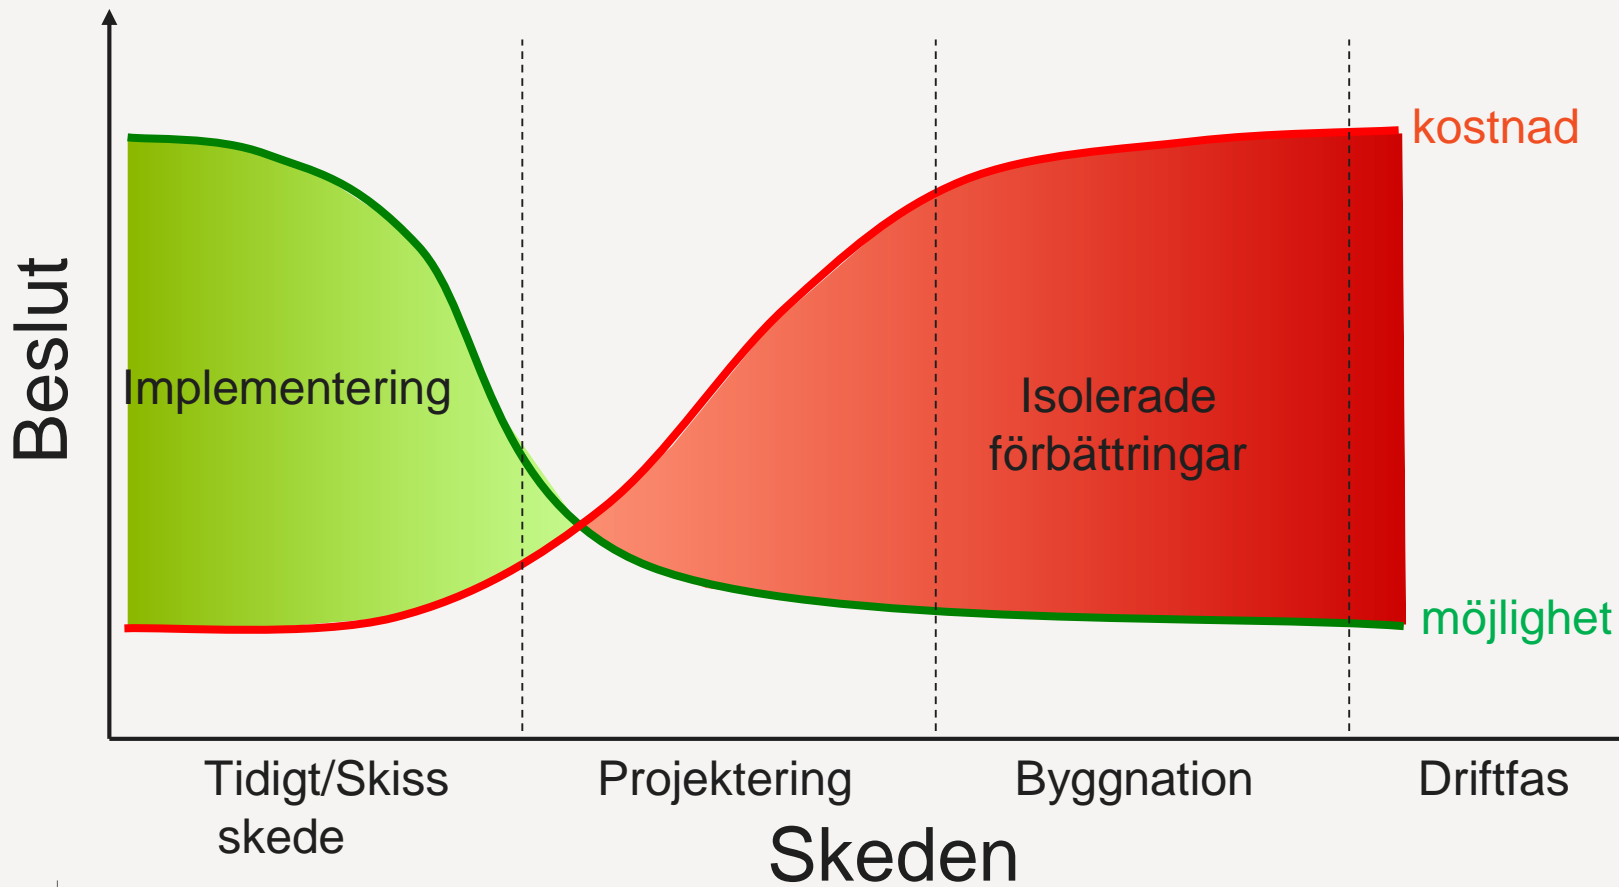 kostnad
Beslut
Implementering
Isolerade
förbättringar
möjlighet
Tidigt/Skiss
skede
Projektering
Byggnation
Driftfas
Skeden